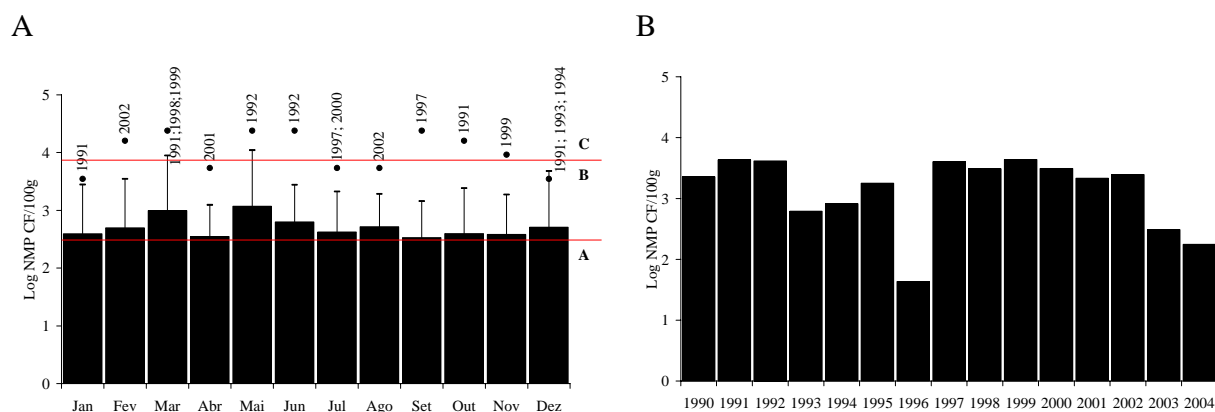 A
B
Log NMP CF/100g
5
4
3
2
1
0
1991
2002
1991;1998;1999
2001
1992
1992
1997; 2000
2002
1997
1991
1999
1991; 1993; 1994
C
B
A
Jan Fev Mar Abr Mai Jun Jul Ago Set Out Nov Dez
Log NMP CF/100g
5
4
3
2
1
0
1990 1991 1992 1993 1994 1995 1996 1997 1998 1999 2000 2001 2002 2003 2004